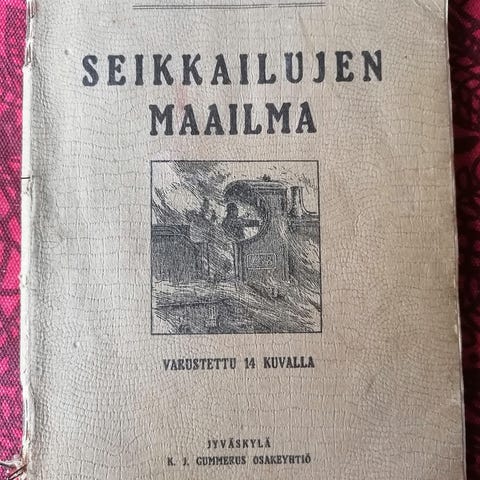 SEIKKAILUJEN
MAAILMA
VARUSTETTU 14 KUVALLA
JYVÄSKYLÄ
K. J. GUMMERUS OSAKEYHTIÖ